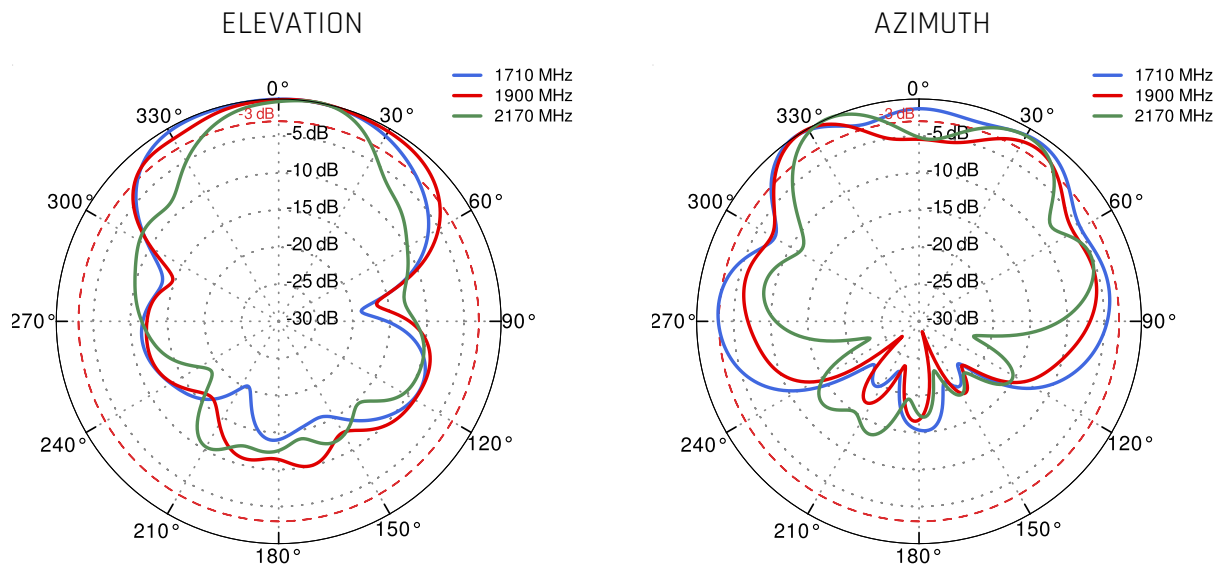 ELEVATION
1710 MHz
1900 MHz
2170 MHz
0°
330°
30°
-3 dB
-5 dB
-10 dB
300°
60°
-15 dB
-20 dB
-25 dB
270°
-30 dB
90°
240°
120°
210°
150°
180°
AZIMUTH
1710 MHz
1900 MHz
2170 MHz
0°
330°
30°
-3 dB
-5 dB
-10 dB
300°
60°
-15 dB
-20 dB
-25 dB
270°
-30 dB
90°
240°
120°
210°
150°
180°